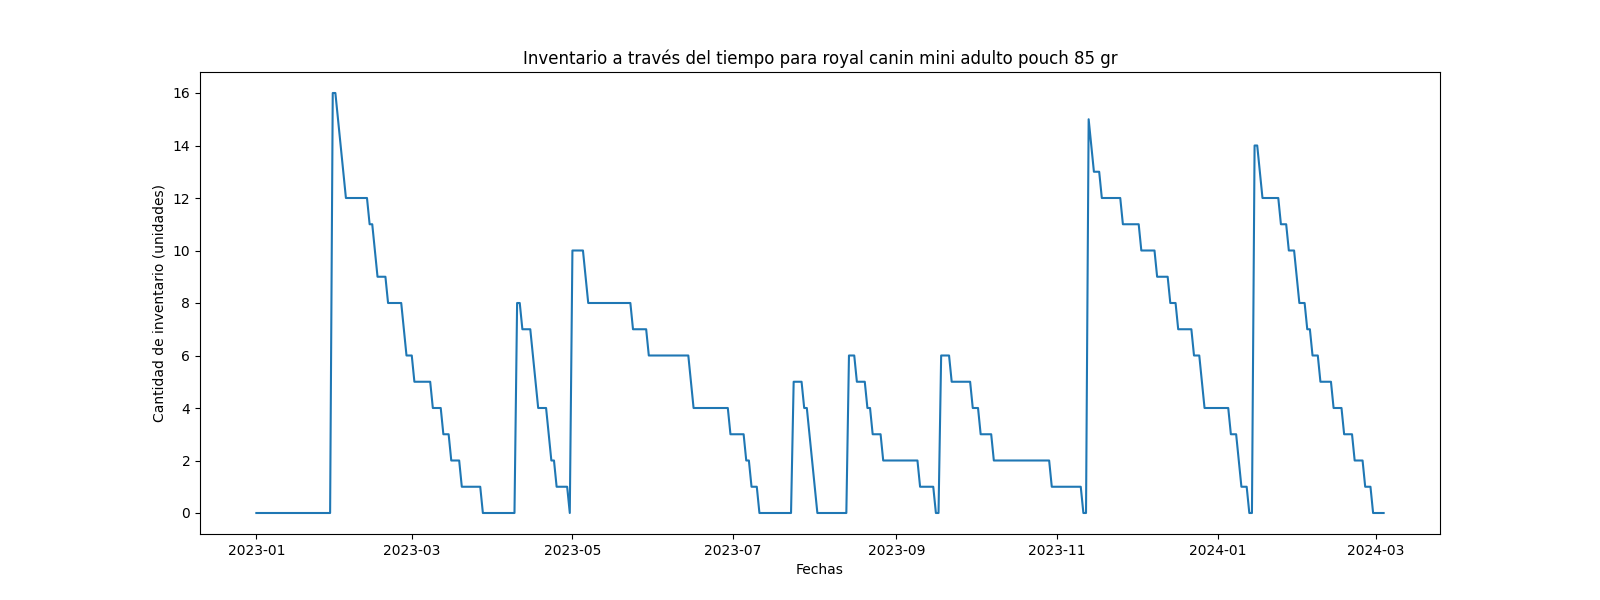 Inventario a través del tiempo para royal canin mini adulto pouch 85 gr
Cantidad de inventario (unidades)
16
14
12
10
8
6
4
2
0
2023-01 2023-03 2023-05 2023-07 2023-09 2023-11 2024-01 2024-03
Fechas